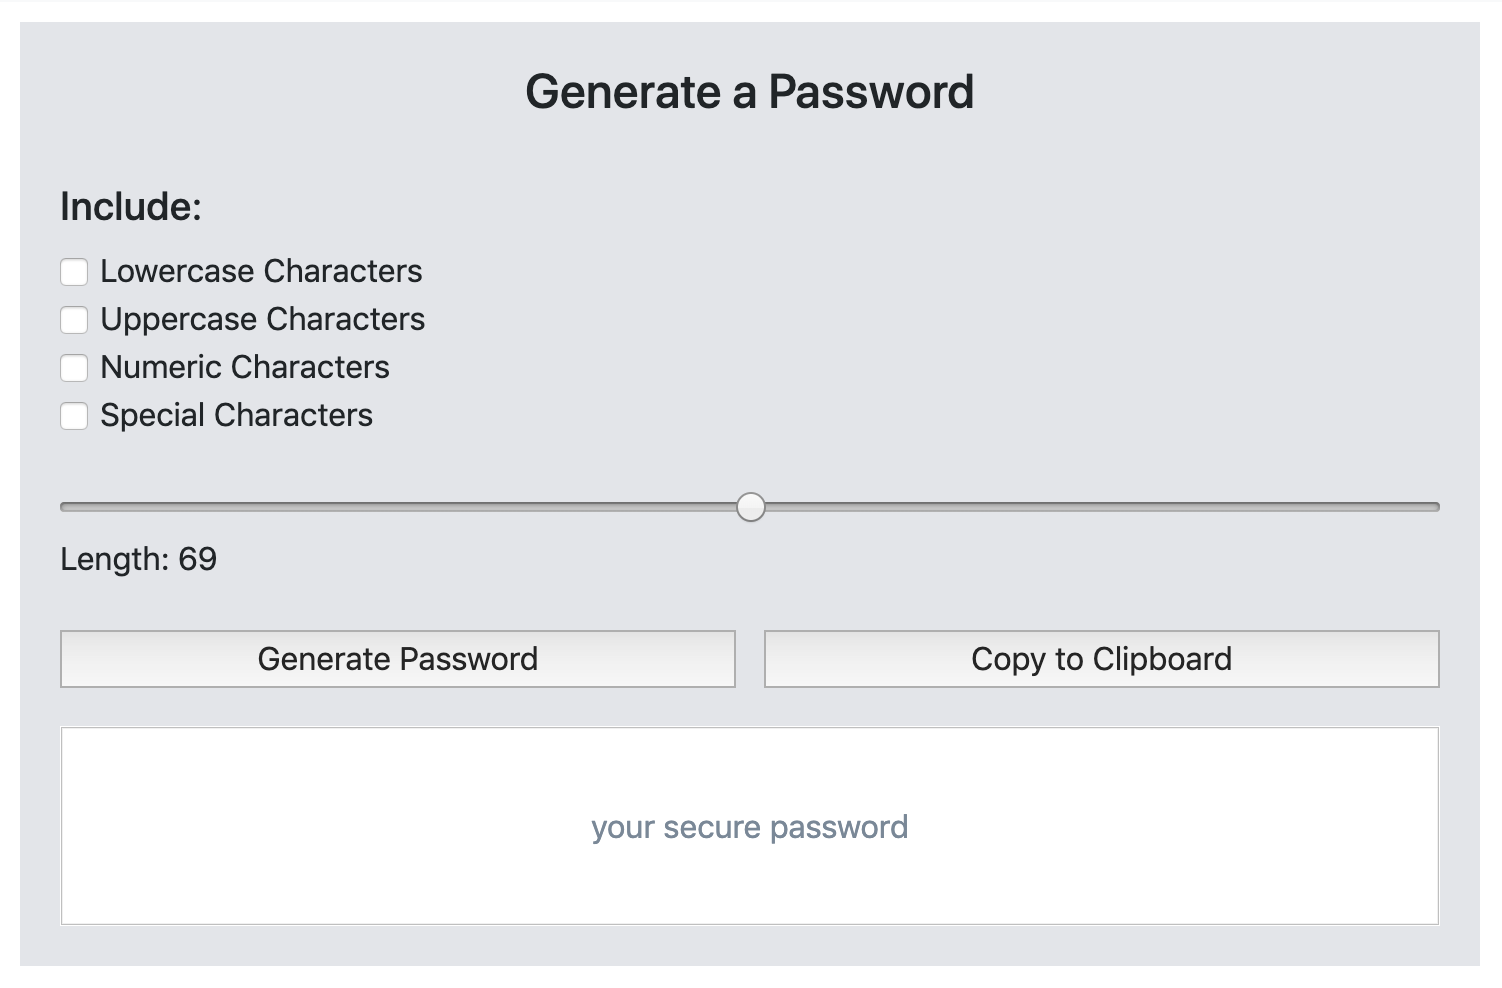 Generate a Password
Include:
Lowercase Characters
Uppercase Characters
Numeric Characters
Special Characters
Length: 69
Generate Password
Copy to Clipboard
your secure password